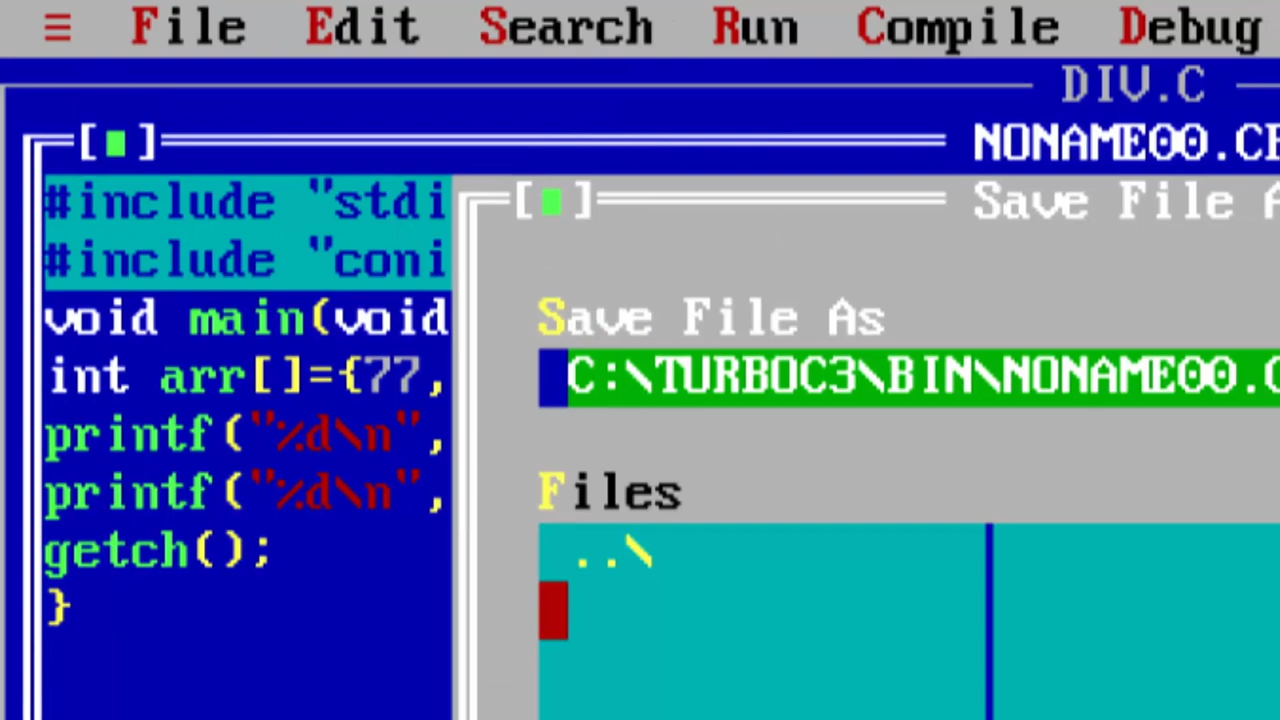 ≡ File Edit Search Run Compile Debug
DIV.C
[■] NONAME00.C
#include "stdi
#include "coni
void main(void
int arr[]={77,
printf("%d\n",
printf("%d\n",
getch();
}
[■] Save File A
Save File As
C:\TURBOC3\BIN\NONAME00.C
Files
..\